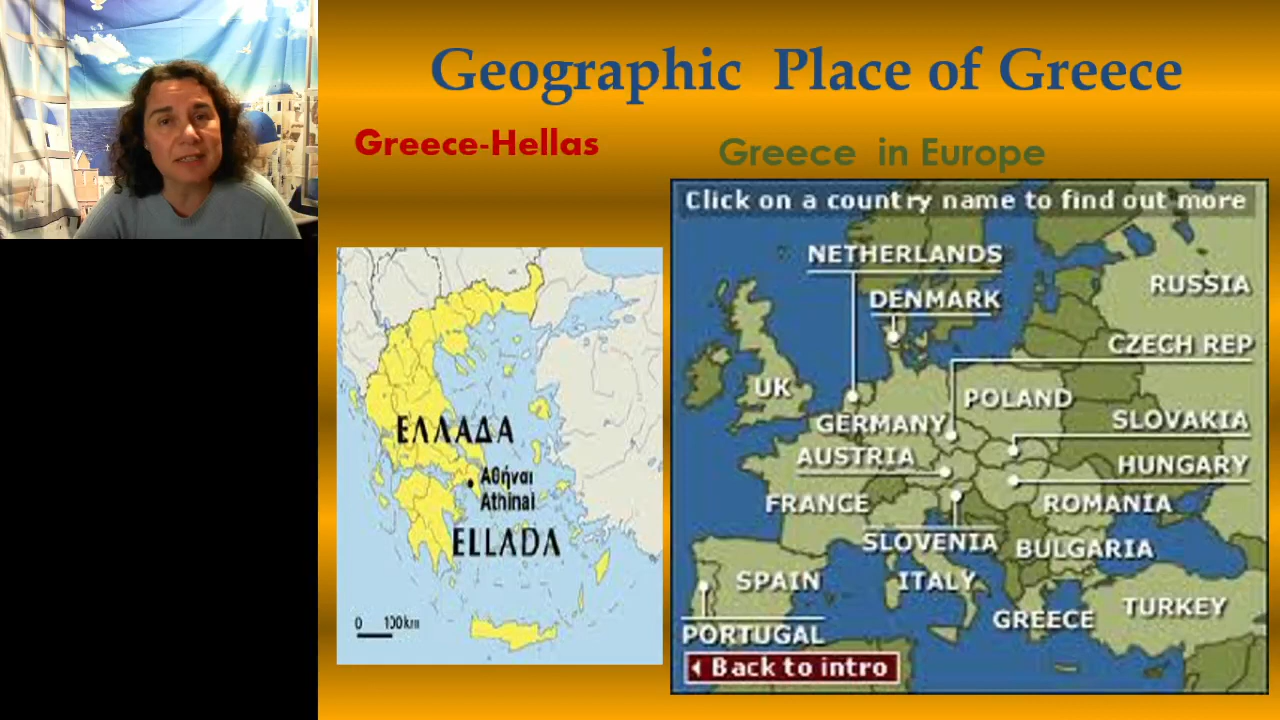 Geographic Place of Greece
Greece-Hellas
Greece in Europe
ΕΛΛΑΔΑ
Αθήναι
Athinai
ELLADA
0 100 km
Click on a country name to find out more
NETHERLANDS
RUSSIA
DENMARK
CZECH REP
UK
POLAND
GERMANY
SLOVAKIA
AUSTRIA
HUNGARY
FRANCE
ROMANIA
SLOVENIA
BULGARIA
SPAIN
ITALY
TURKEY
GREECE
PORTUGAL
Back to intro